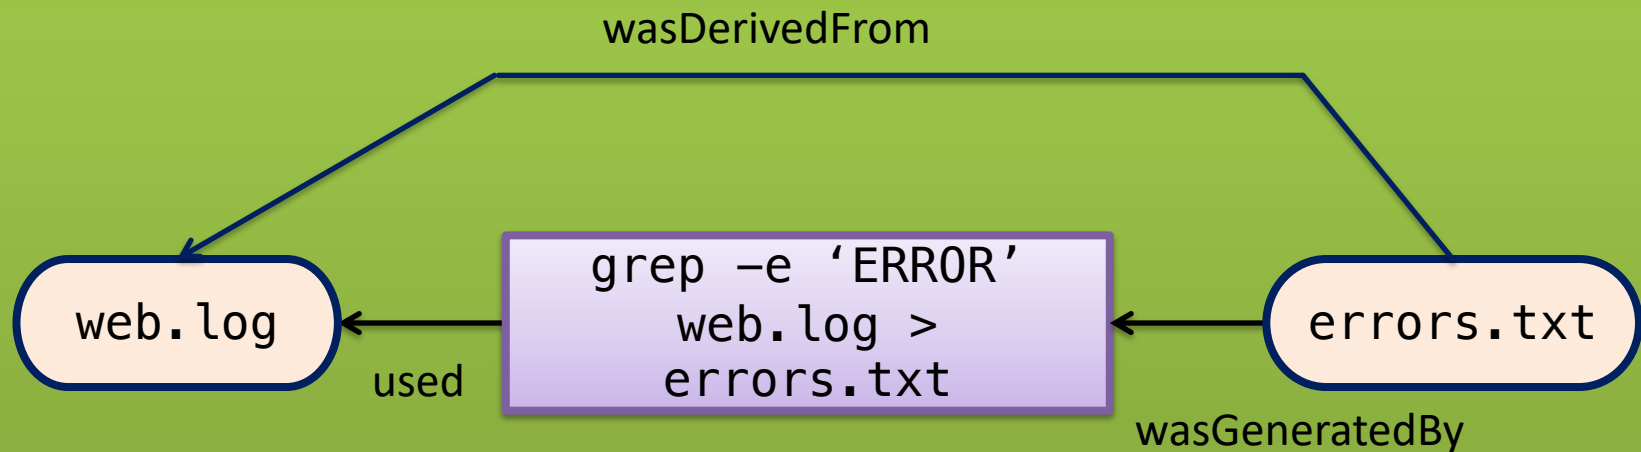 wasDerivedFrom
grep –e ‘ERROR’
web.log >
errors.txt
web.log
errors.txt
used
wasGeneratedBy